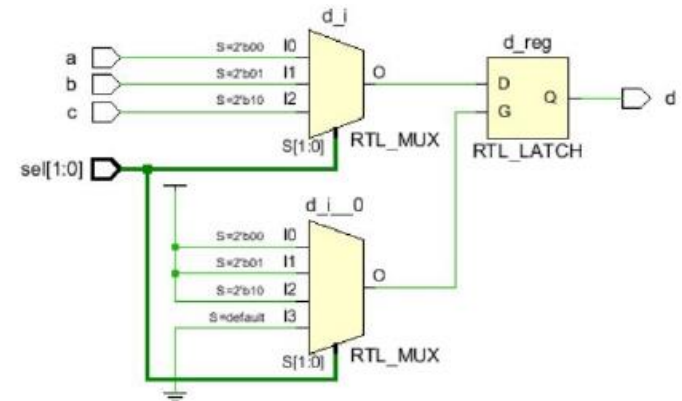 d_i
a
S=2'b00
I0
b
S=2'b01
I1
O
c
S=2'b10
I2
S[1:0]
RTL_MUX
d_reg
D
Q
G
RTL_LATCH
d
sel[1:0]
d_i__0
S=2'b00
I0
S=2'b01
I1
O
S=2'b10
I2
S=default
I3
S[1:0]
RTL_MUX